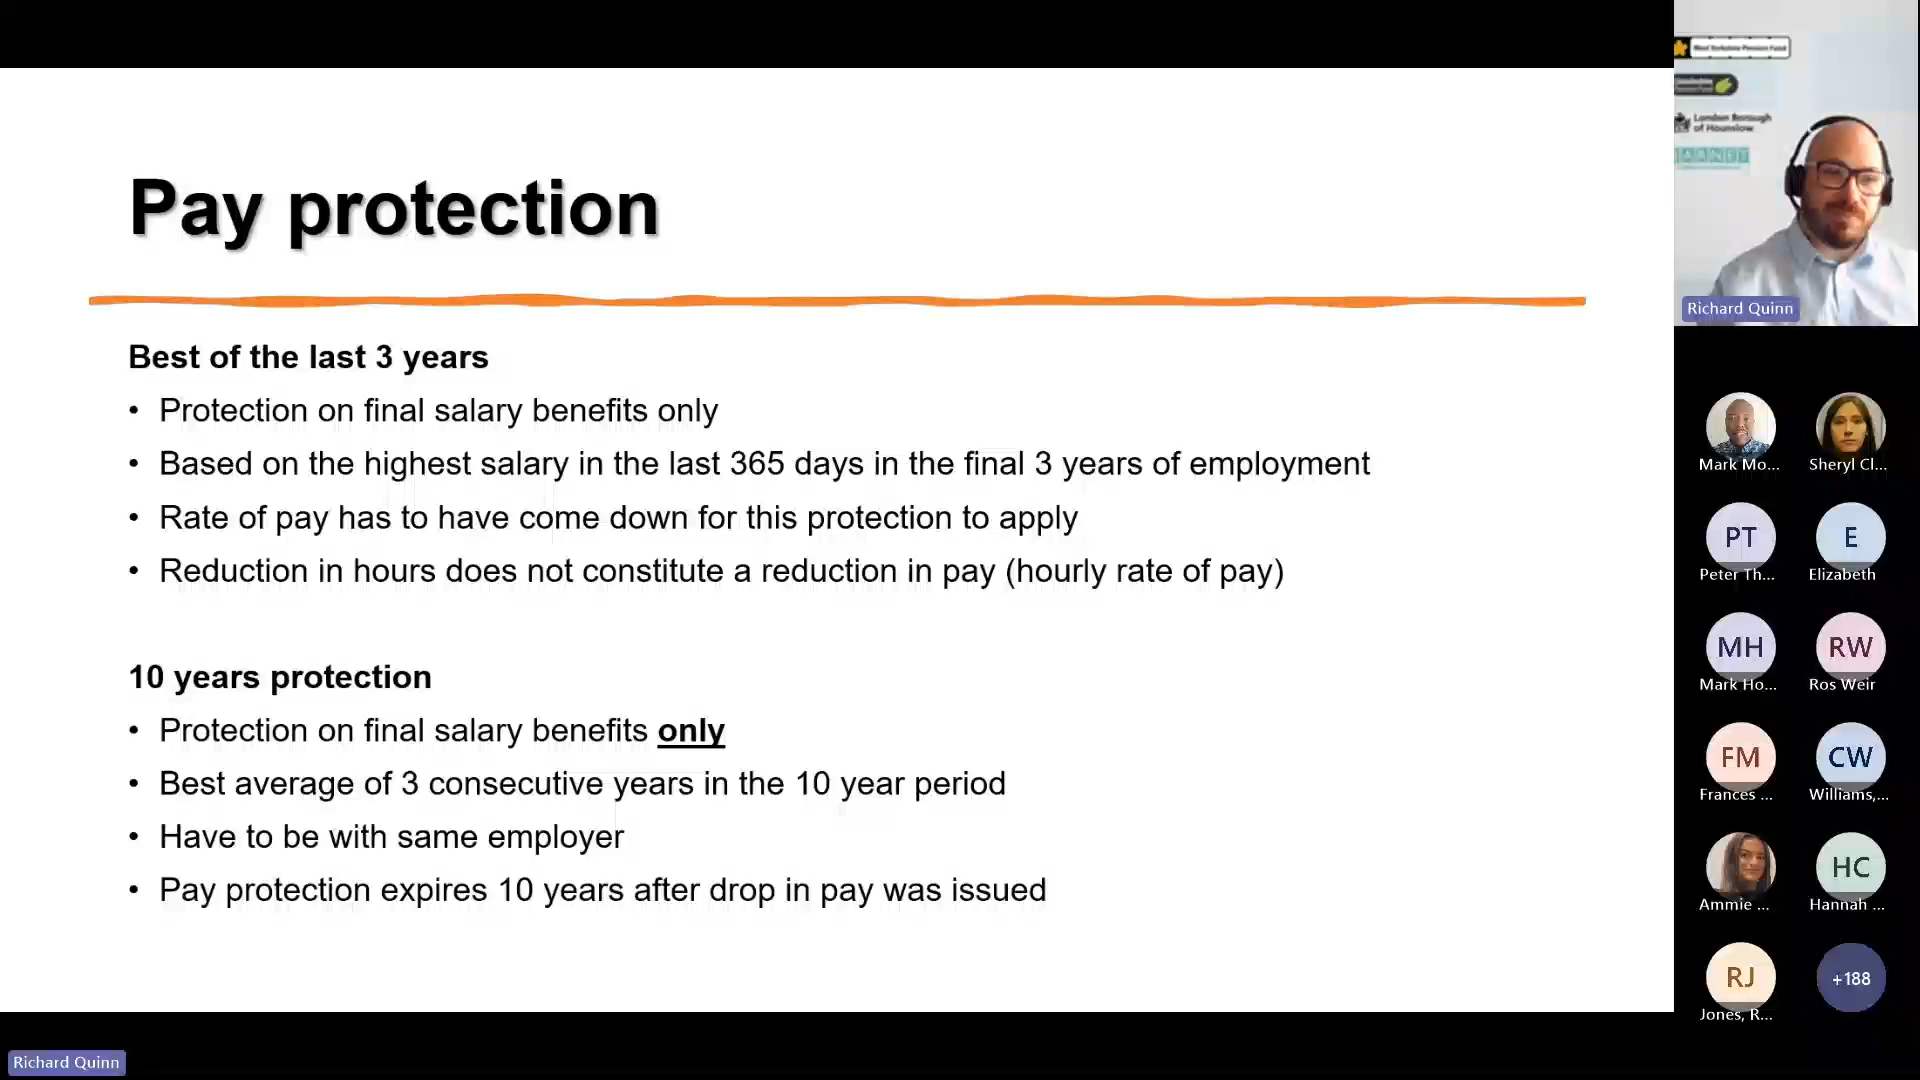 Pay protection
Best of the last 3 years
• Protection on final salary benefits only
• Based on the highest salary in the last 365 days in the final 3 years of employment
• Rate of pay has to have come down for this protection to apply
• Reduction in hours does not constitute a reduction in pay (hourly rate of pay)
10 years protection
• Protection on final salary benefits only
• Best average of 3 consecutive years in the 10 year period
• Have to be with same employer
• Pay protection expires 10 years after drop in pay was issued
West Yorkshire Pension Fund
London Borough
of Hounslow
Richard Quinn
Mark Mo...
Sheryl Cl...
PT
Peter Th...
E
Elizabeth
MH
Mark Ho...
RW
Ros Weir
FM
Frances ...
CW
Williams,...
Ammie ...
HC
Hannah ...
RJ
Jones, R...
+188
Richard Quinn